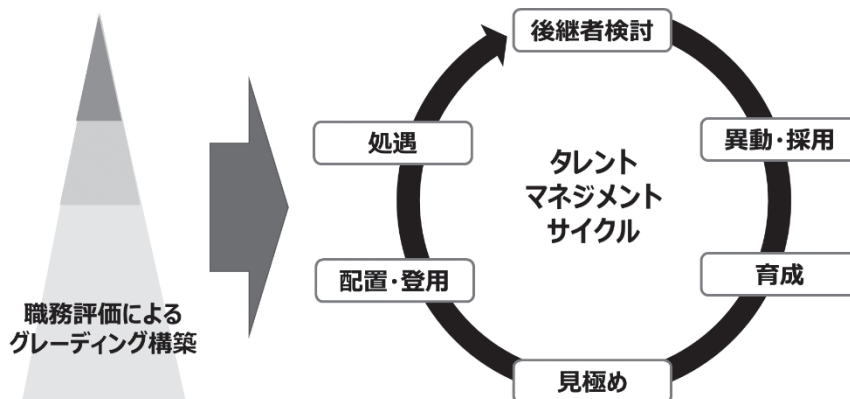 職務評価による
グレーディング構築
後継者検討
異動・採用
育成
見極め
配置・登用
処遇
タレント
マネジメント
サイクル